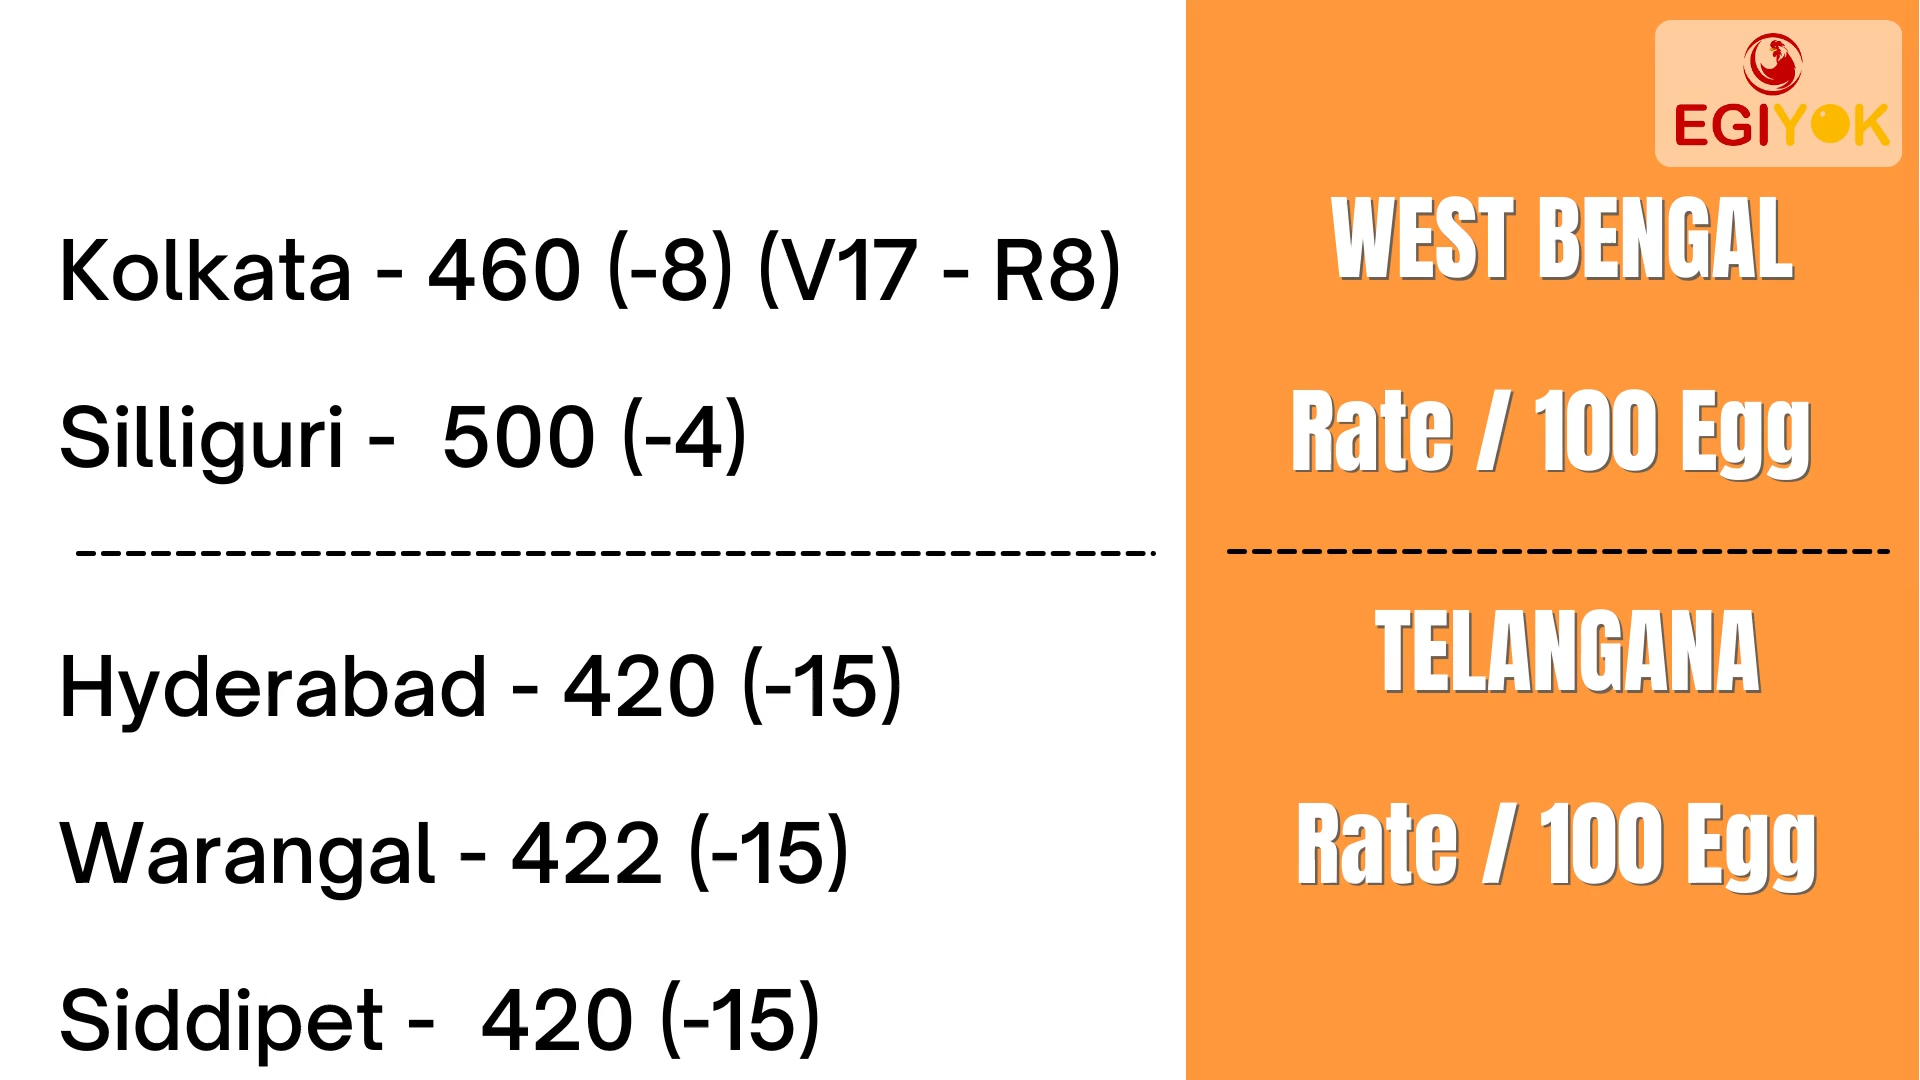 EGIYOK
WEST BENGAL
Rate / 100 Egg
Kolkata - 460 (-8) (V17 - R8)
Silliguri -  500 (-4)
TELANGANA
Rate / 100 Egg
Hyderabad - 420 (-15)
Warangal - 422 (-15)
Siddipet -  420 (-15)